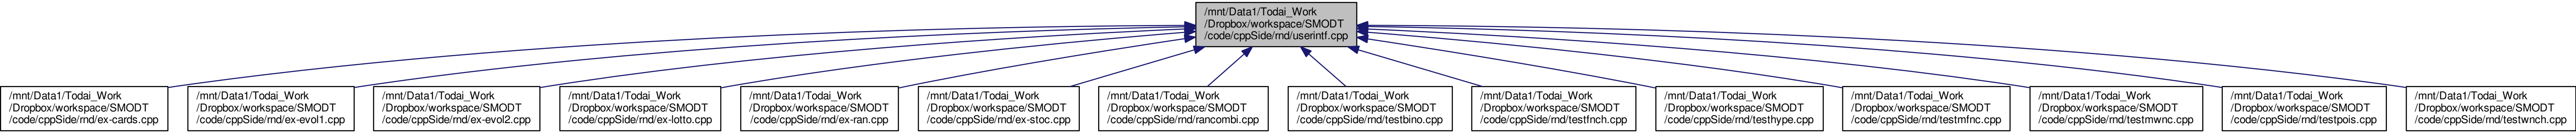 /mnt/Data1/Todai_Work
/Dropbox/workspace/SMODT
/code/cppSide/rnd/userintf.cpp
/mnt/Data1/Todai_Work
/Dropbox/workspace/SMODT
/code/cppSide/rnd/ex-cards.cpp
/mnt/Data1/Todai_Work
/Dropbox/workspace/SMODT
/code/cppSide/rnd/ex-evol1.cpp
/mnt/Data1/Todai_Work
/Dropbox/workspace/SMODT
/code/cppSide/rnd/ex-evol2.cpp
/mnt/Data1/Todai_Work
/Dropbox/workspace/SMODT
/code/cppSide/rnd/ex-lotto.cpp
/mnt/Data1/Todai_Work
/Dropbox/workspace/SMODT
/code/cppSide/rnd/ex-ran.cpp
/mnt/Data1/Todai_Work
/Dropbox/workspace/SMODT
/code/cppSide/rnd/ex-stoc.cpp
/mnt/Data1/Todai_Work
/Dropbox/workspace/SMODT
/code/cppSide/rnd/rancombi.cpp
/mnt/Data1/Todai_Work
/Dropbox/workspace/SMODT
/code/cppSide/rnd/testbino.cpp
/mnt/Data1/Todai_Work
/Dropbox/workspace/SMODT
/code/cppSide/rnd/testfnch.cpp
/mnt/Data1/Todai_Work
/Dropbox/workspace/SMODT
/code/cppSide/rnd/testhype.cpp
/mnt/Data1/Todai_Work
/Dropbox/workspace/SMODT
/code/cppSide/rnd/testmfnc.cpp
/mnt/Data1/Todai_Work
/Dropbox/workspace/SMODT
/code/cppSide/rnd/testmwnc.cpp
/mnt/Data1/Todai_Work
/Dropbox/workspace/SMODT
/code/cppSide/rnd/testpois.cpp
/mnt/Data1/Todai_Work
/Dropbox/workspace/SMODT
/code/cppSide/rnd/testwnch.cpp